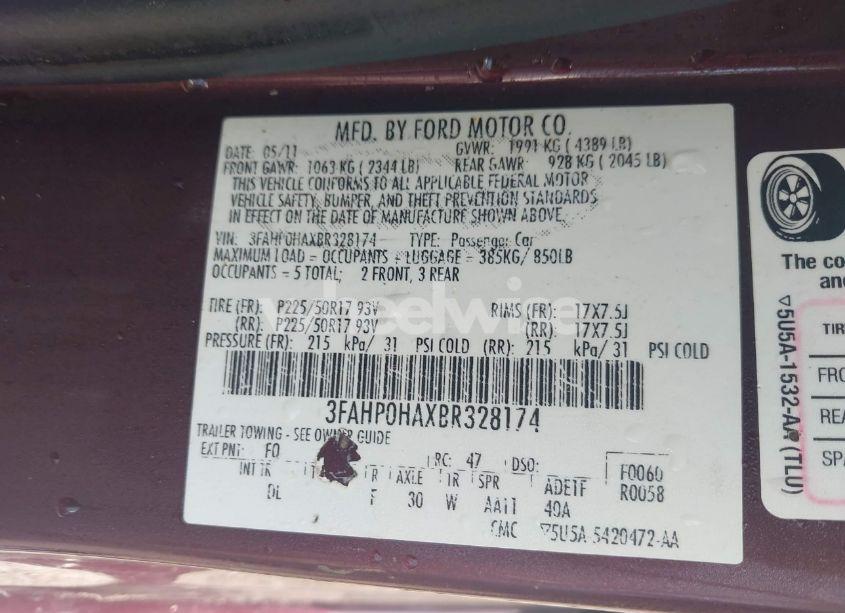 MFD. BY FORD MOTOR CO.
DATE: 05/11 GVWR: 1991 KG ( 4389 LB)
FRONT GAWR: 1063 KG ( 2344 LB) REAR GAWR: 928 KG ( 2045 LB)
THIS VEHICLE CONFORMS TO ALL APPLICABLE FEDERAL MOTOR
VEHICLE SAFETY, BUMPER, AND THEFT PREVENTION STANDARDS
IN EFFECT ON THE DATE OF MANUFACTURE SHOWN ABOVE.
VIN: 3FAHP0HAXBR328174 TYPE: Passenger Car
MAXIMUM LOAD = OCCUPANTS + LUGGAGE = 385KG/ 850LB
OCCUPANTS = 5 TOTAL; 2 FRONT, 3 REAR
TIRE (FR): P225/50R17 93V RIMS (FR): 17X7.5J
(RR): P225/50R17 93V (RR): 17X7.5J
PRESSURE (FR): 215 kPa/ 31 PSI COLD (RR): 215 kPa/ 31 PSI COLD
3FAHP0HAXBR328174
TRAILER TOWING - SEE OWNER GUIDE
EXT PNT: FQ RC: 47 DSO: F0060
INT TR R AXLE TR SPR ADETF R0058
DL F 30 W AA11 40A
CMC ▽5U5A 5420472-AA
wheelwise
The co
an
▽5U5A-1532-AA (TLU)
TIR
FRO
REA
SPA